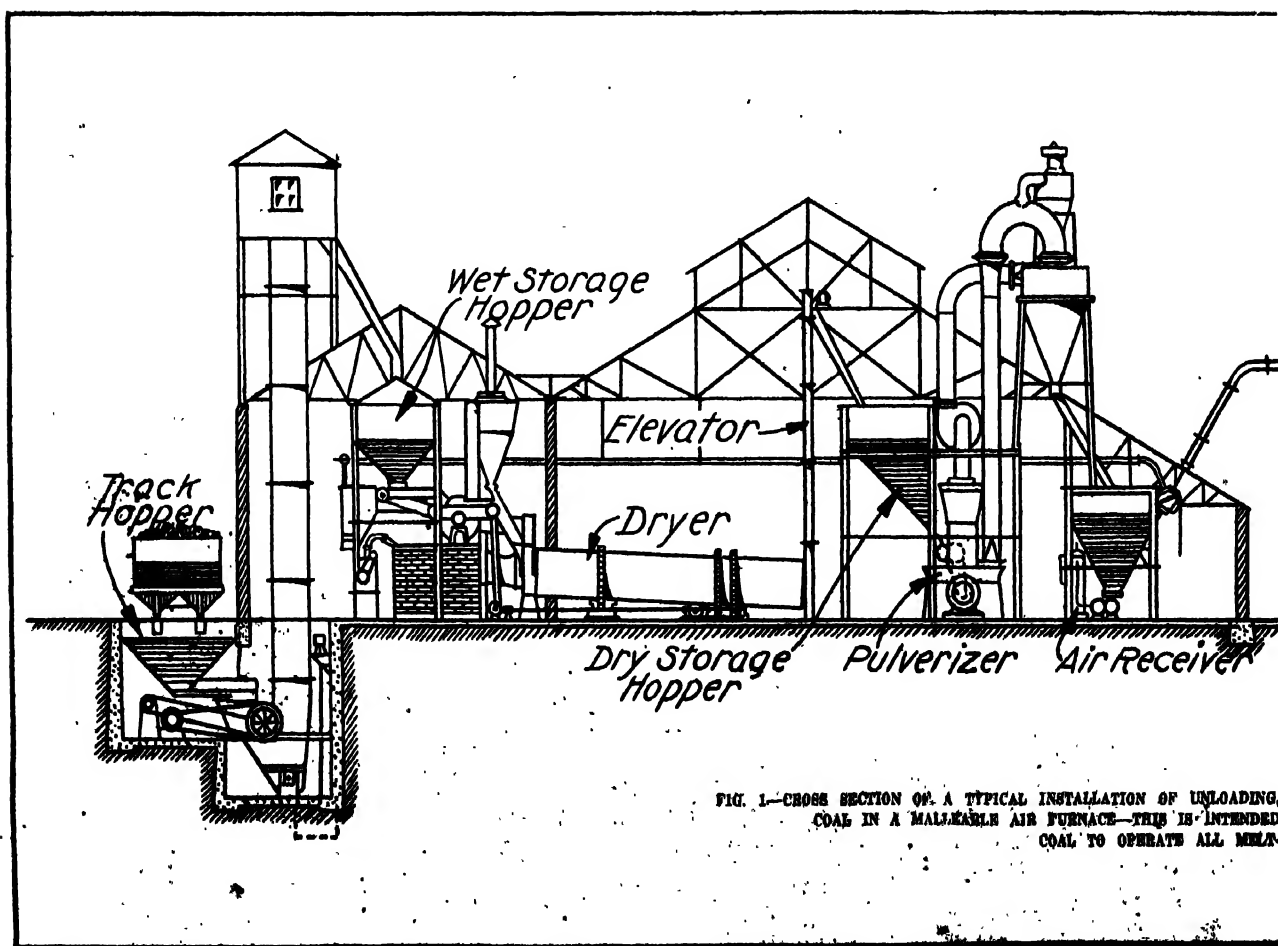 Wet Storage
Hopper
Elevator
Track
Hopper
Dryer
Dry Storage
Hopper
Pulverizer
Air Receiver
FIG. 1—CROSS SECTION OF A TYPICAL INSTALLATION OF UNLOADING,
COAL IN A MALLEABLE AIR FURNACE—THIS IS INTENDED
COAL TO OPERATE ALL MELT-